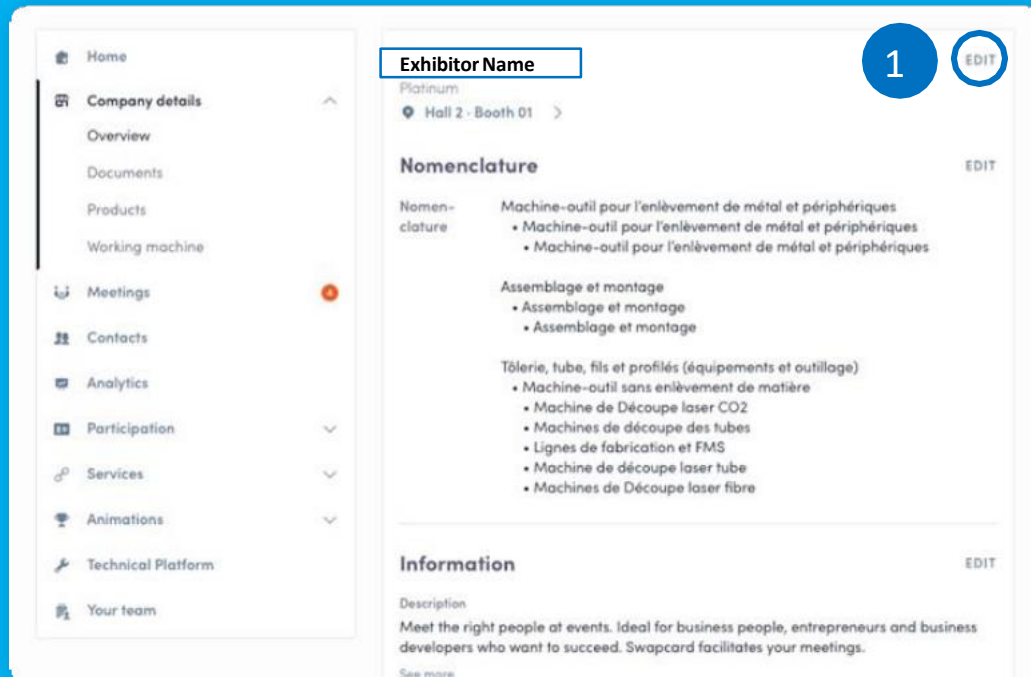 Home
Company details
Overview
Documents
Products
Working machine
Meetings
4
Contacts
Analytics
Participation
Services
Animations
Technical Platform
Your team
Exhibitor Name
1
EDIT
Platinum
Hall 2 - Booth 01
Nomenclature
EDIT
Nomen-
clature
Machine-outil pour l'enlèvement de métal et périphériques
• Machine-outil pour l'enlèvement de métal et périphériques
• Machine-outil pour l'enlèvement de métal et périphériques
Assemblage et montage
• Assemblage et montage
• Assemblage et montage
Tôlerie, tube, fils et profilés (équipements et outillage)
• Machine-outil sans enlèvement de matière
• Machine de Découpe laser CO2
• Machines de découpe des tubes
• Lignes de fabrication et FMS
• Machine de découpe laser tube
• Machines de Découpe laser fibre
Information
EDIT
Description
Meet the right people at events. Ideal for business people, entrepreneurs and business
developers who want to succeed. Swapcard facilitates your meetings.
See more